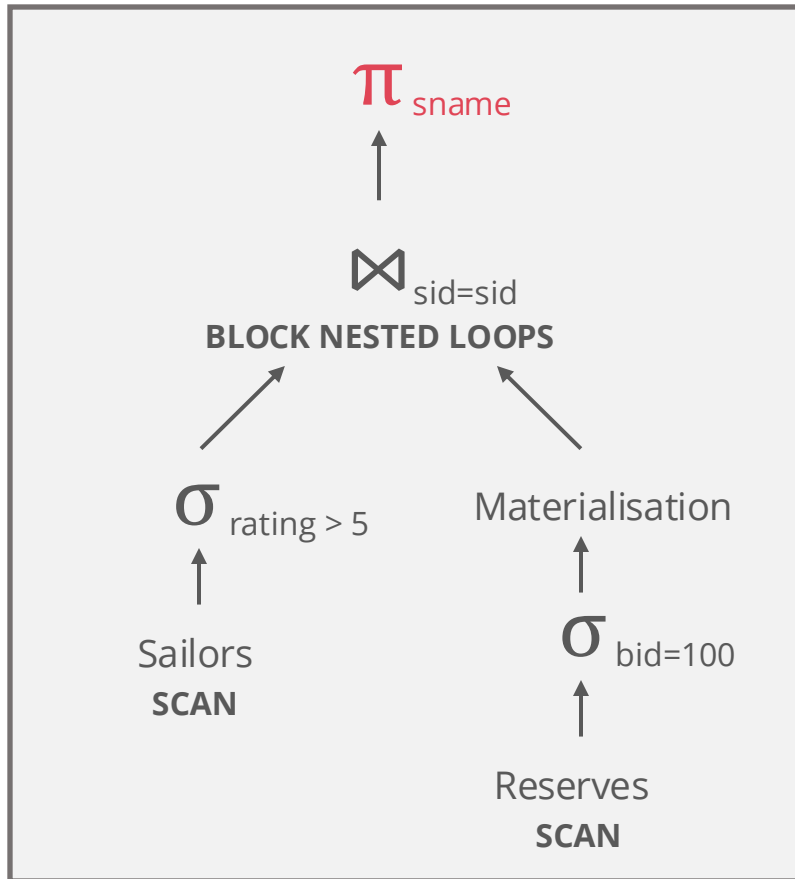 π sname
⋈ sid=sid
BLOCK NESTED LOOPS
σ rating > 5
Materialisation
Sailors
SCAN
σ bid=100
Reserves
SCAN